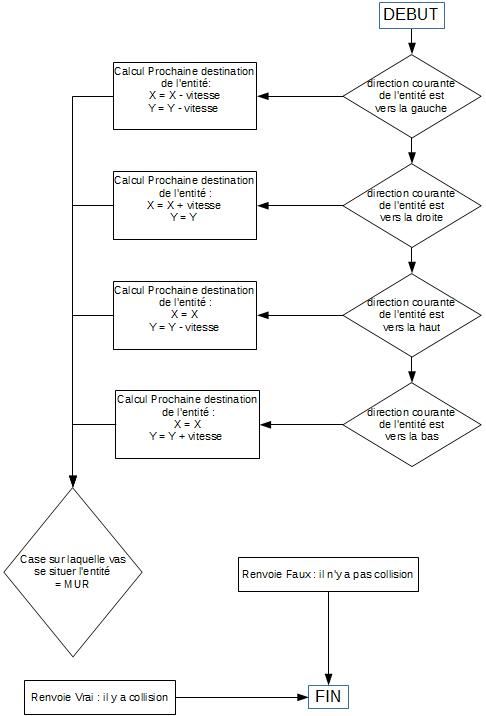 DEBUT
direction courante
de l'entité est
vers la gauche
Calcul Prochaine destination
de l'entité:
X = X - vitesse
Y = Y - vitesse
direction courante
de l'entité est
vers la droite
Calcul Prochaine destination
de l'entité :
X = X + vitesse
Y = Y
direction courante
de l'entité est
vers la haut
Calcul Prochaine destination
de l'entité :
X = X
Y = Y - vitesse
direction courante
de l'entité est
vers la bas
Calcul Prochaine destination
de l'entité :
X = X
Y = Y + vitesse
Case sur laquelle vas
se situer l'entité
= MUR
Renvoie Faux : il n'y a pas collision
Renvoie Vrai : il y a collision
FIN